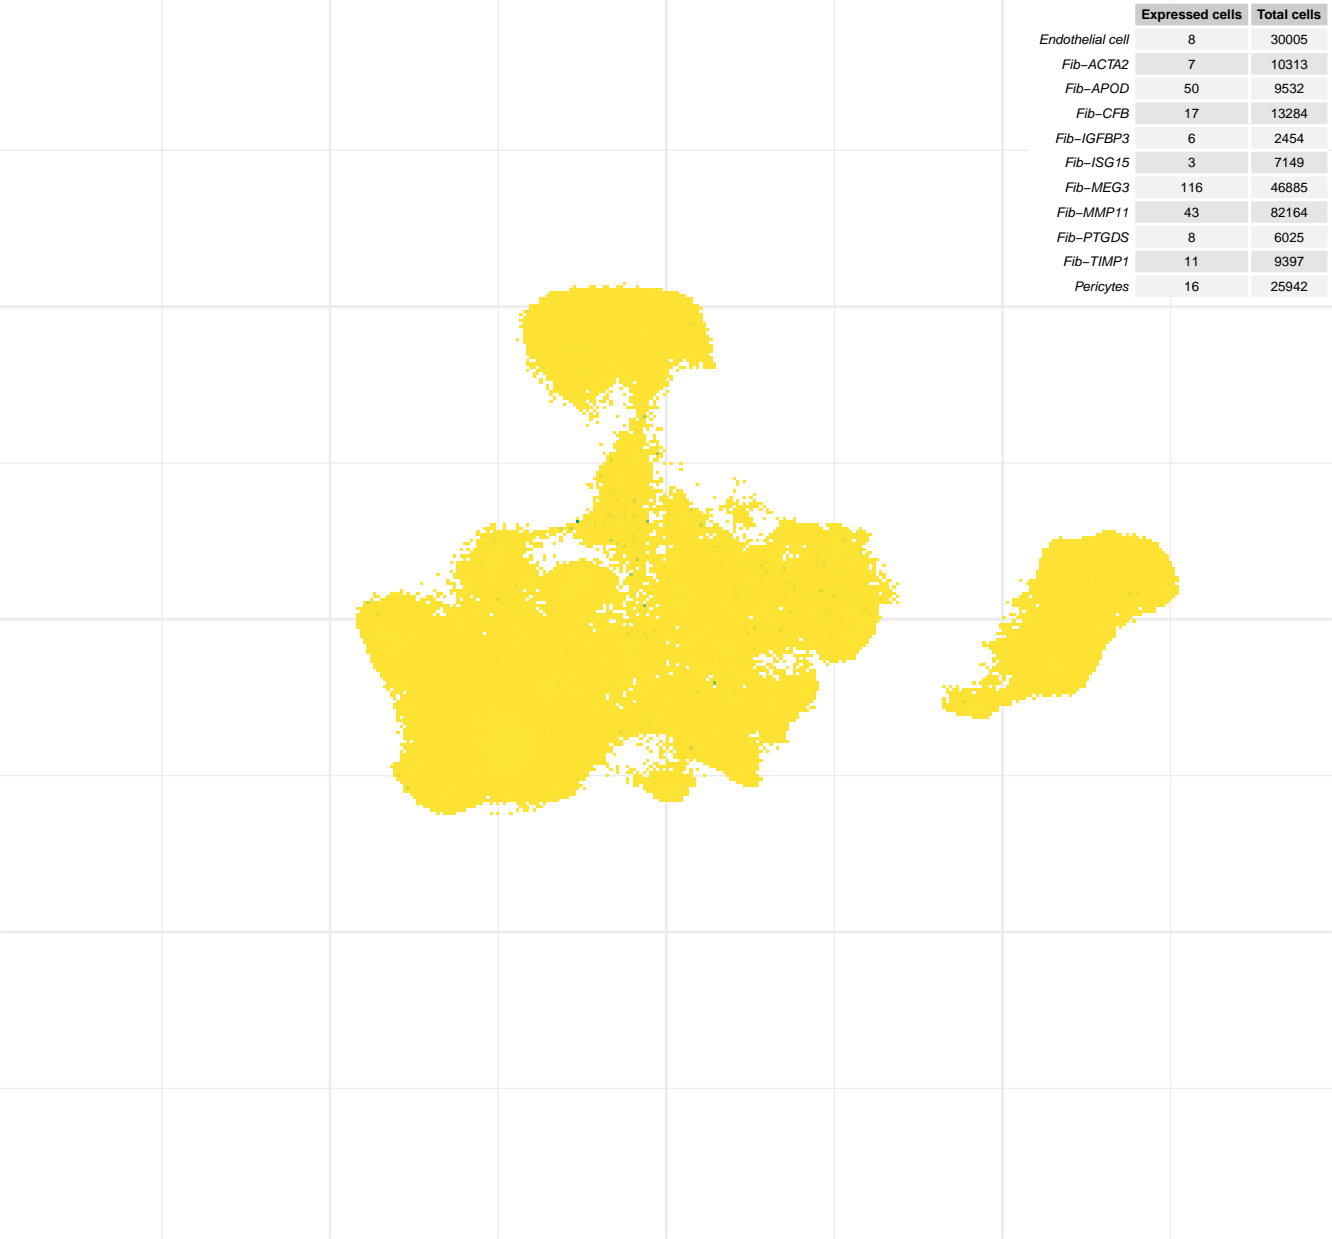 Expressed cells Total cells
Endothelial cell 8 30005
Fib−ACTA2 7 10313
Fib−APOD 50 9532
Fib−CFB 17 13284
Fib−IGFBP3 6 2454
Fib−ISG15 3 7149
Fib−MEG3 116 46885
Fib−MMP11 43 82164
Fib−PTGDS 8 6025
Fib−TIMP1 11 9397
Pericytes 16 25942